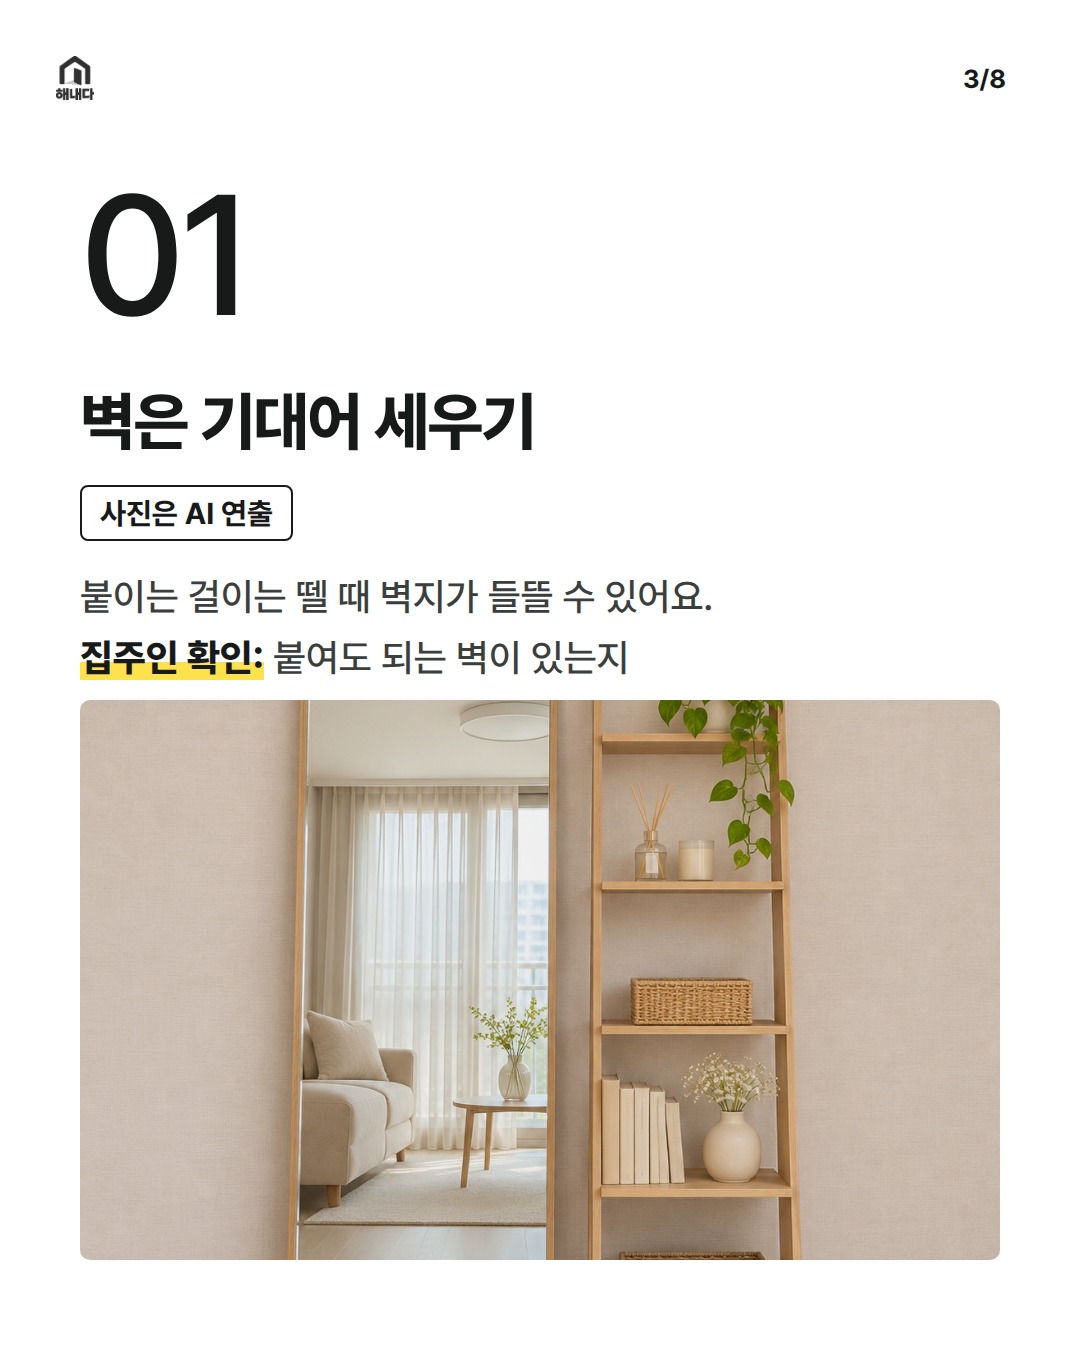 해내다
3/8
01
벽은 기대어 세우기
사진은 AI 연출
붙이는 걸이는 뗄 때 벽지가 들뜰 수 있어요.
집주인 확인: 붙여도 되는 벽이 있는지